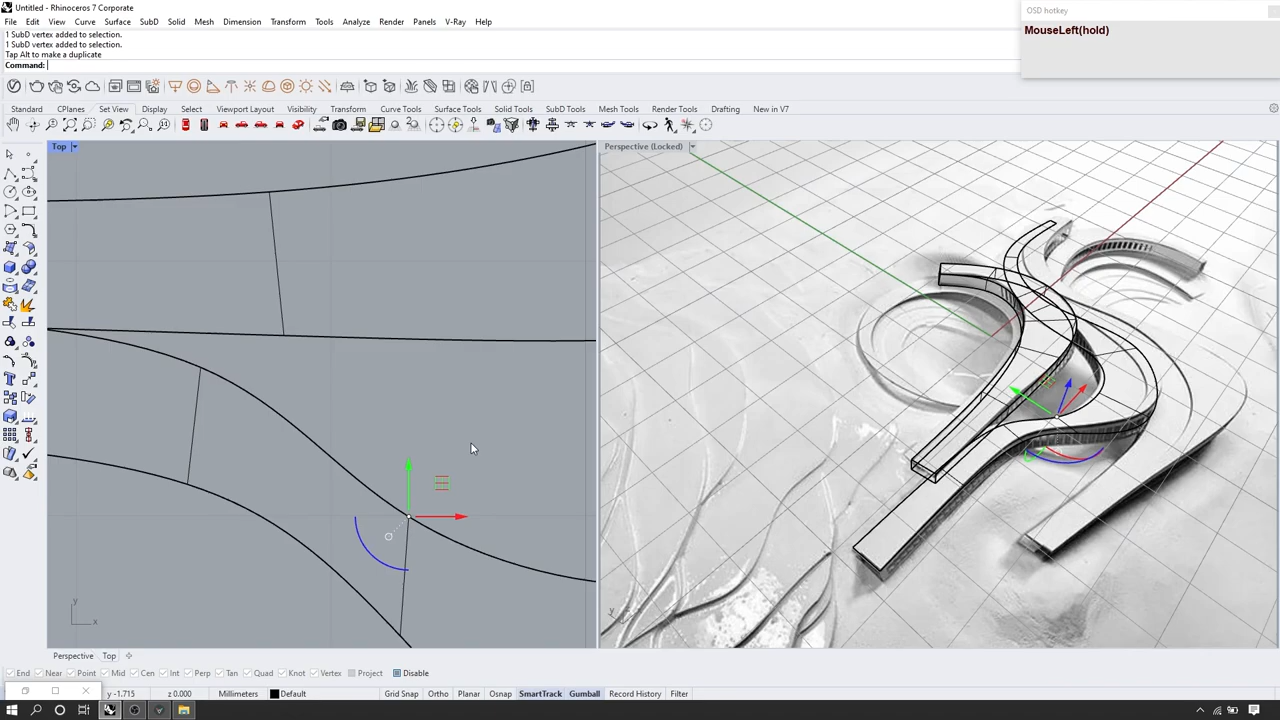 Untitled - Rhinoceros 7 Corporate
OSD hotkey
File Edit View Curve Surface SubD Solid Mesh Dimension Transform Tools Analyze Render Panels V-Ray Help
MouseLeft(hold)
1 SubD vertex added to selection.
1 SubD vertex added to selection.
Tap Alt to make a duplicate
Command:
Standard CPlanes Set View Display Select Viewport Layout Visibility Transform Curve Tools Surface Tools Solid Tools SubD Tools Mesh Tools Render Tools Drafting New in V7
Top
Perspective (Locked)
y
x
y
Perspective Top
End Near Point Mid Cen Int Perp Tan Quad Knot Vertex Project Disable
y -1.715 z 0.000 Millimeters Default Grid Snap Ortho Planar Osnap SmartTrack Gumball Record History Filter